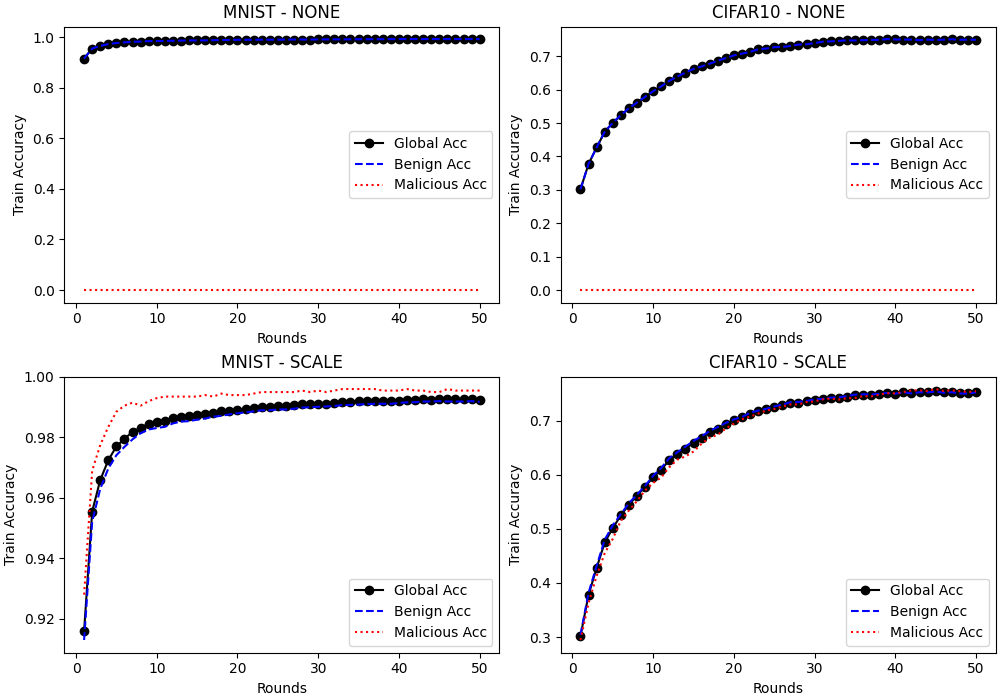 MNIST - NONE
Train Accuracy
1.0
0.8
0.6
0.4
0.2
0.0
Global Acc
Benign Acc
Malicious Acc
0 10 20 30 40 50
Rounds
CIFAR10 - NONE
Train Accuracy
0.7
0.6
0.5
0.4
0.3
0.2
0.1
0.0
Global Acc
Benign Acc
Malicious Acc
0 10 20 30 40 50
Rounds
MNIST - SCALE
Train Accuracy
1.00
0.98
0.96
0.94
0.92
Global Acc
Benign Acc
Malicious Acc
0 10 20 30 40 50
Rounds
CIFAR10 - SCALE
Train Accuracy
0.7
0.6
0.5
0.4
0.3
Global Acc
Benign Acc
Malicious Acc
0 10 20 30 40 50
Rounds